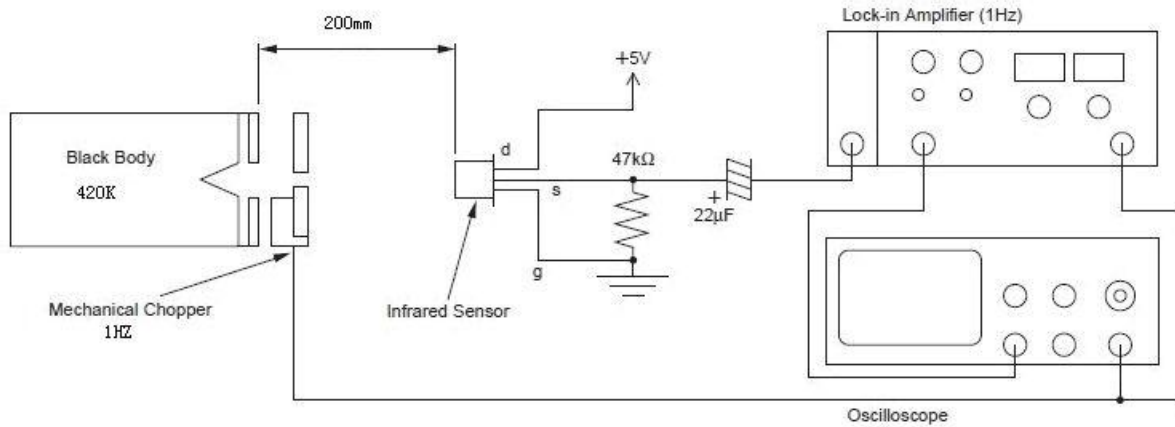 200mm
Lock-in Amplifier (1Hz)
+5V
Black Body
420K
d
47kΩ
s
+
22µF
g
Mechanical Chopper
1HZ
Infrared Sensor
Oscilloscope